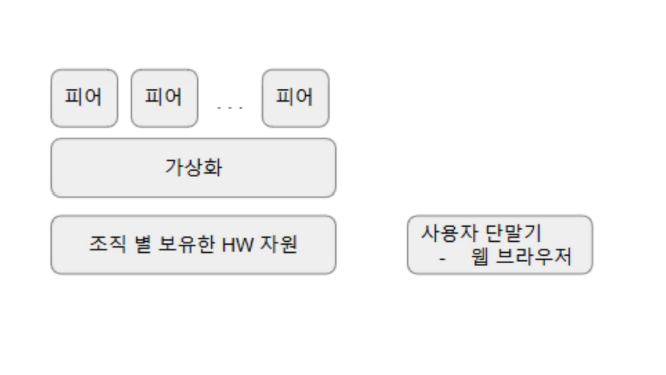 피어 피어 ... 피어
가상화
조직 별 보유한 HW 자원
사용자 단말기
- 웹 브라우저